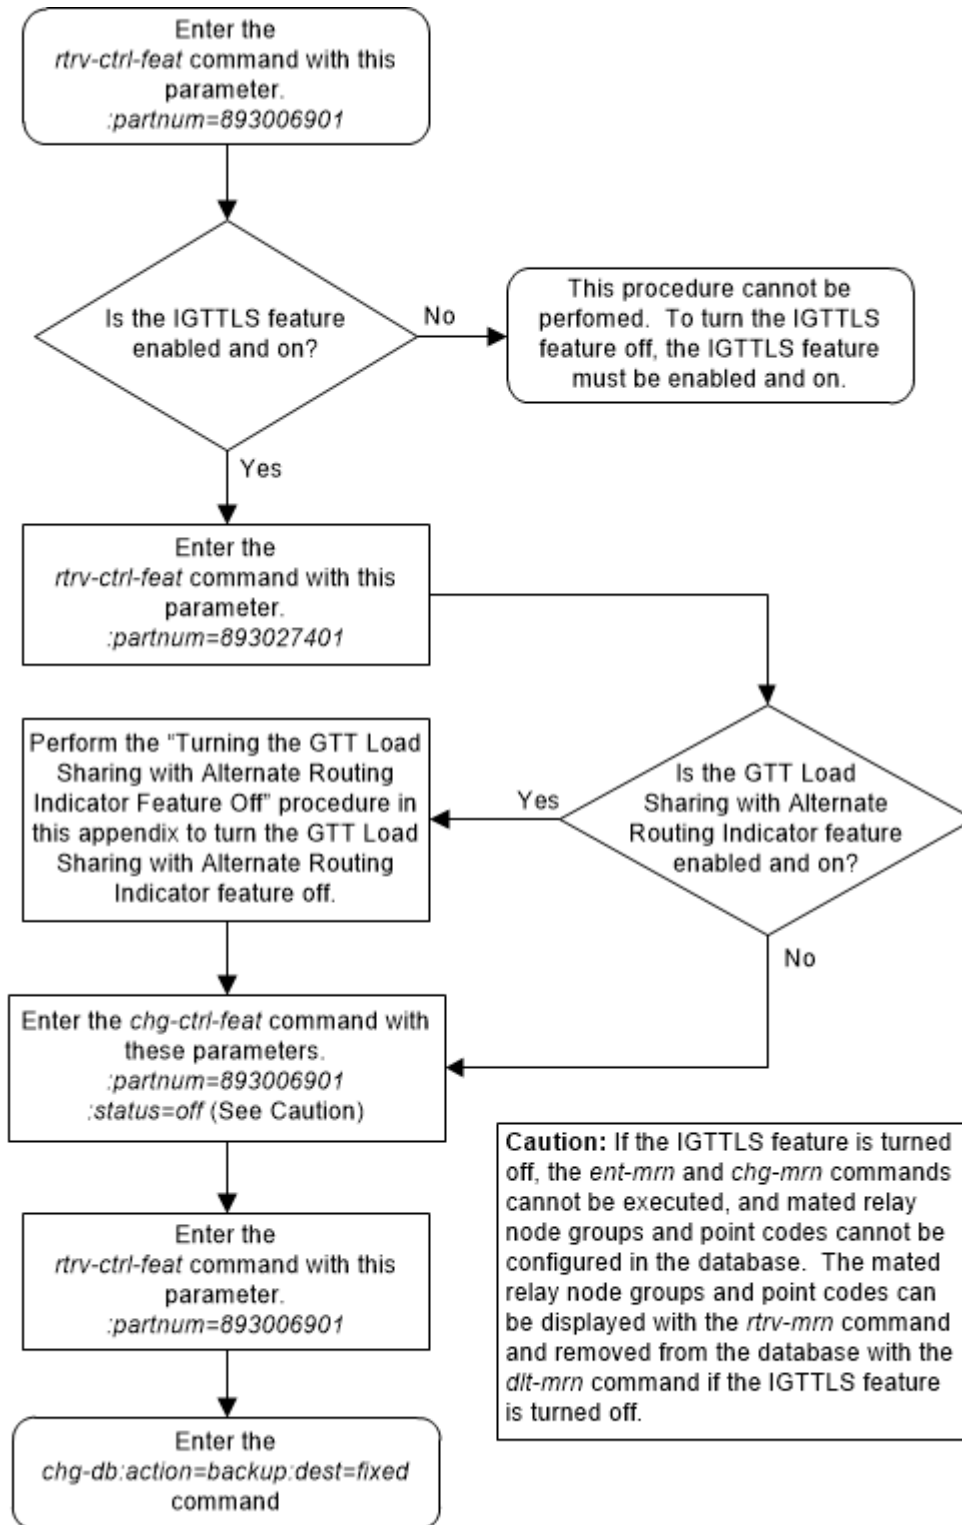 Enter the
rtrv-ctrl-feat command with this
parameter.
:partnum=893006901
Is the IGTTLS feature
enabled and on?
No
This procedure cannot be
perfomed. To turn the IGTTLS
feature off, the IGTTLS feature
must be enabled and on.
Yes
Enter the
rtrv-ctrl-feat command with this
parameter.
:partnum=893027401
Is the GTT Load
Sharing with Alternate
Routing Indicator feature
enabled and on?
Yes
Perform the "Turning the GTT Load
Sharing with Alternate Routing
Indicator Feature Off" procedure in
this appendix to turn the GTT Load
Sharing with Alternate Routing
Indicator feature off.
No
Enter the chg-ctrl-feat command with
these parameters.
:partnum=893006901
:status=off (See Caution)
Caution: If the IGTTLS feature is turned
off, the ent-mrn and chg-mrn commands
cannot be executed, and mated relay
node groups and point codes cannot be
configured in the database. The mated
relay node groups and point codes can
be displayed with the rtrv-mrn command
and removed from the database with the
dlt-mrn command if the IGTTLS feature
is turned off.
Enter the
rtrv-ctrl-feat command with this
parameter.
:partnum=893006901
Enter the
chg-db:action=backup:dest=fixed
command